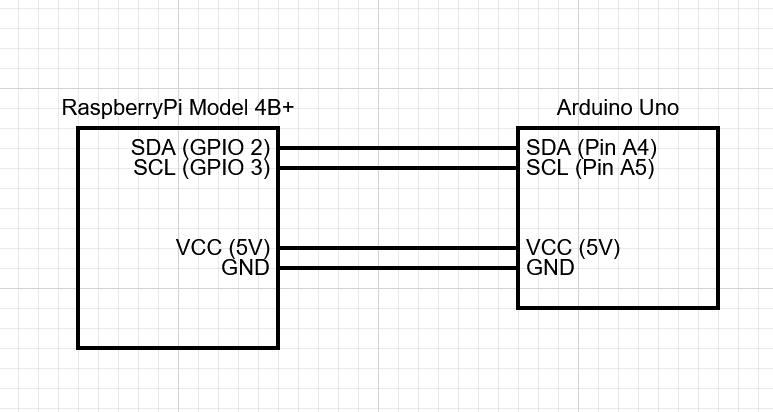 RaspberryPi Model 4B+
Arduino Uno
SDA (GPIO 2)
SCL (GPIO 3)
VCC (5V)
GND
SDA (Pin A4)
SCL (Pin A5)
VCC (5V)
GND